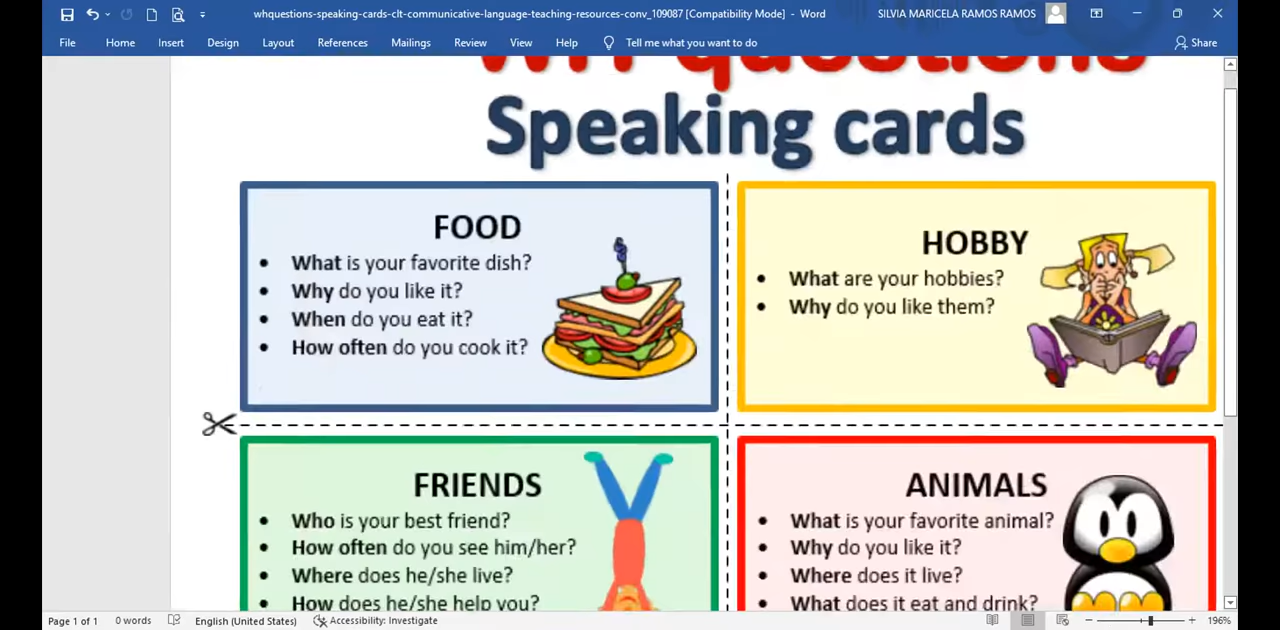 whquestions-speaking-cards-clt-communicative-language-teaching-resources-conv_109087 [Compatibility Mode] - Word
SILVIA MARICELA RAMOS RAMOS
File Home Insert Design Layout References Mailings Review View Help Tell me what you want to do Share
WH questions
Speaking cards
FOOD
• What is your favorite dish?
• Why do you like it?
• When do you eat it?
• How often do you cook it?
HOBBY
• What are your hobbies?
• Why do you like them?
FRIENDS
• Who is your best friend?
• How often do you see him/her?
• Where does he/she live?
• How does he/she help you?
ANIMALS
• What is your favorite animal?
• Why do you like it?
• Where does it live?
• What does it eat and drink?
Page 1 of 1 0 words English (United States) Accessibility: Investigate 196%